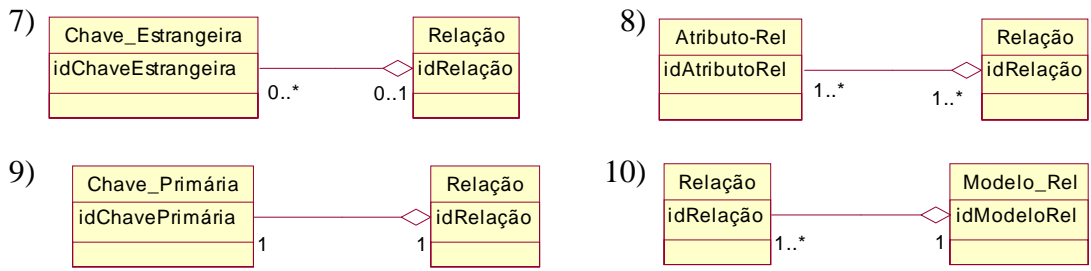 7)
Chave_Estrangeira
idChaveEstrangeira
0..*
0..1
Relação
idRelação
8)
Atributo-Rel
idAtributoRel
1..*
1..*
Relação
idRelação
9)
Chave_Primária
idChavePrimária
1
1
Relação
idRelação
10)
Relação
idRelação
1..*
1
Modelo_Rel
idModeloRel